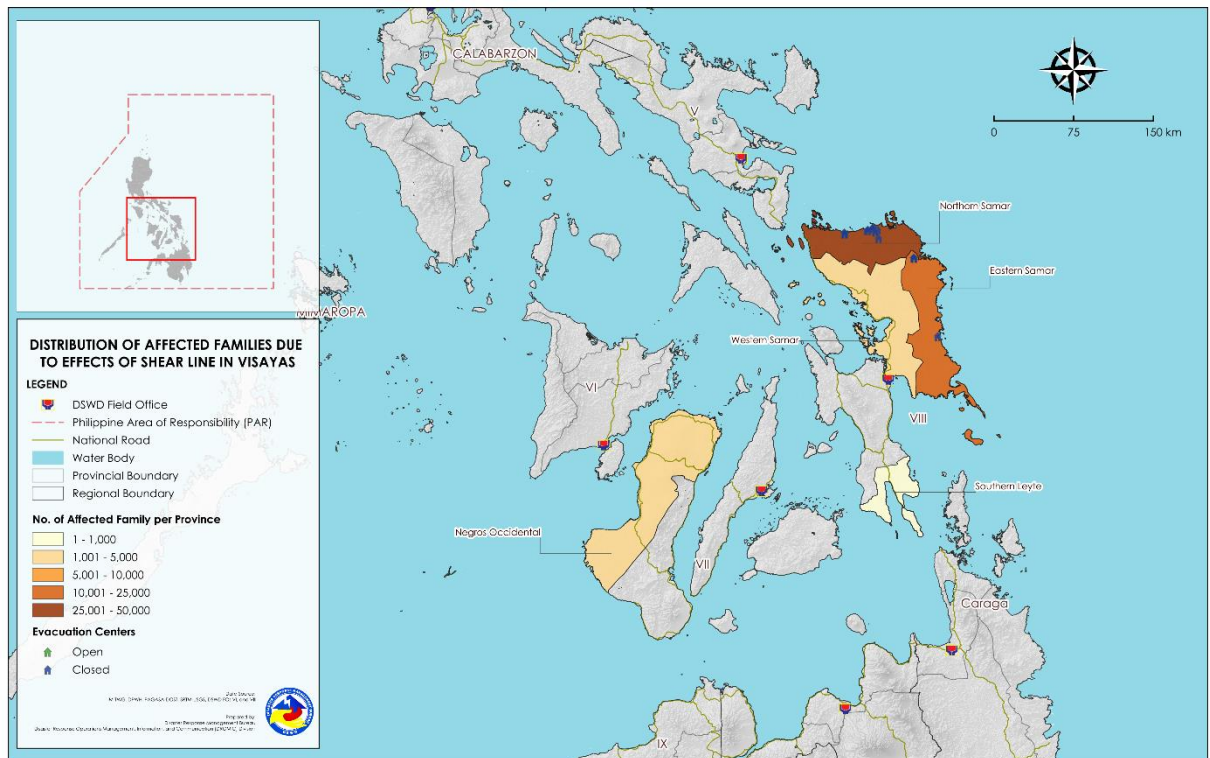 CALABARZON
V
0 75 150 km
Northern Samar
Eastern Samar
MIMAROPA
Western Samar
VI
VIII
Southern Leyte
Negros Occidental
VII
Caraga
IX
DISTRIBUTION OF AFFECTED FAMILIES DUE
TO EFFECTS OF SHEAR LINE IN VISAYAS
LEGEND
DSWD Field Office
Philippine Area of Responsibility (PAR)
National Road
Water Body
Provincial Boundary
Regional Boundary
No. of Affected Family per Province
1 - 1,000
1,001 - 5,000
5,001 - 10,000
10,001 - 25,000
25,001 - 50,000
Evacuation Centers
Open
Closed
Data Source:
Prepared by:
Disaster Response Management Bureau